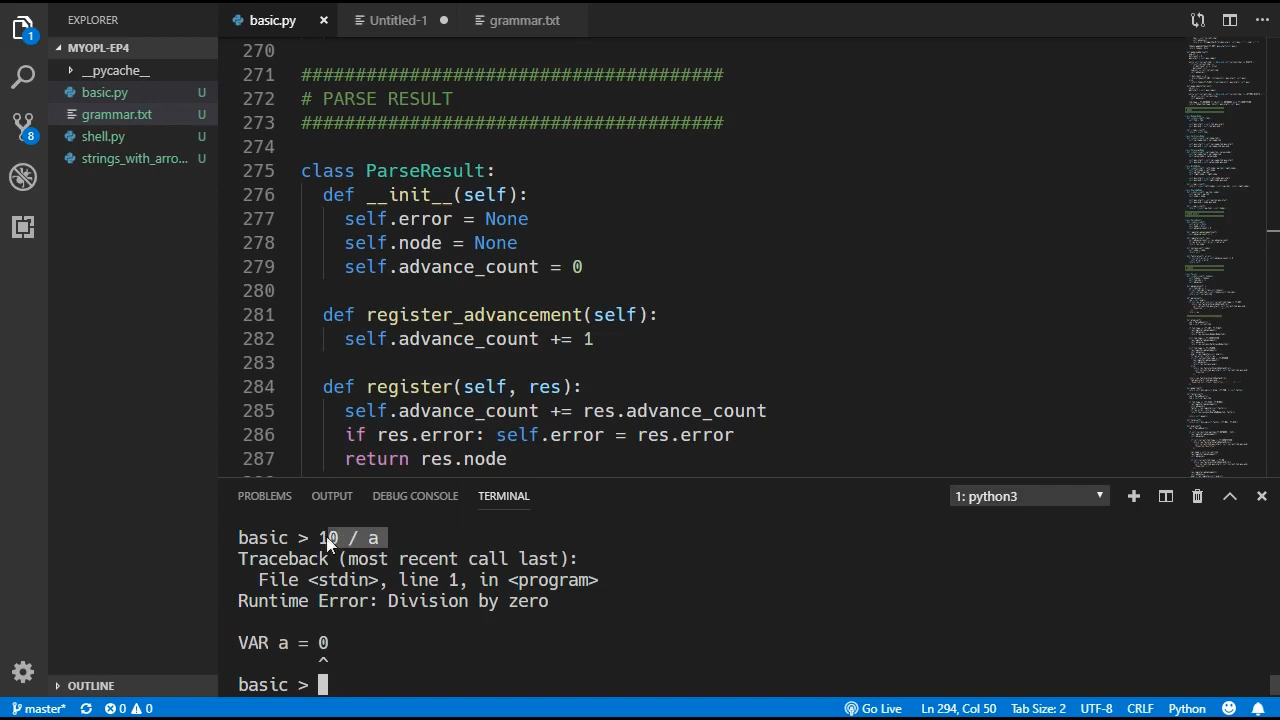 EXPLORER
basic.py
Untitled-1
grammar.txt
MYOPL-EP4
__pycache__
basic.py U
grammar.txt U
shell.py U
strings_with_arro... U
OUTLINE
1
8
270
271 #######################################
272 # PARSE RESULT
273 #######################################
274
275 class ParseResult:
276 def __init__(self):
277 self.error = None
278 self.node = None
279 self.advance_count = 0
280
281 def register_advancement(self):
282 self.advance_count += 1
283
284 def register(self, res):
285 self.advance_count += res.advance_count
286 if res.error: self.error = res.error
287 return res.node
PROBLEMS OUTPUT DEBUG CONSOLE TERMINAL 1: python3
basic > 10 / a
Traceback (most recent call last):
File <stdin>, line 1, in <program>
Runtime Error: Division by zero
VAR a = 0
^
basic >
master* 0 0 Go Live Ln 294, Col 50 Tab Size: 2 UTF-8 CRLF Python